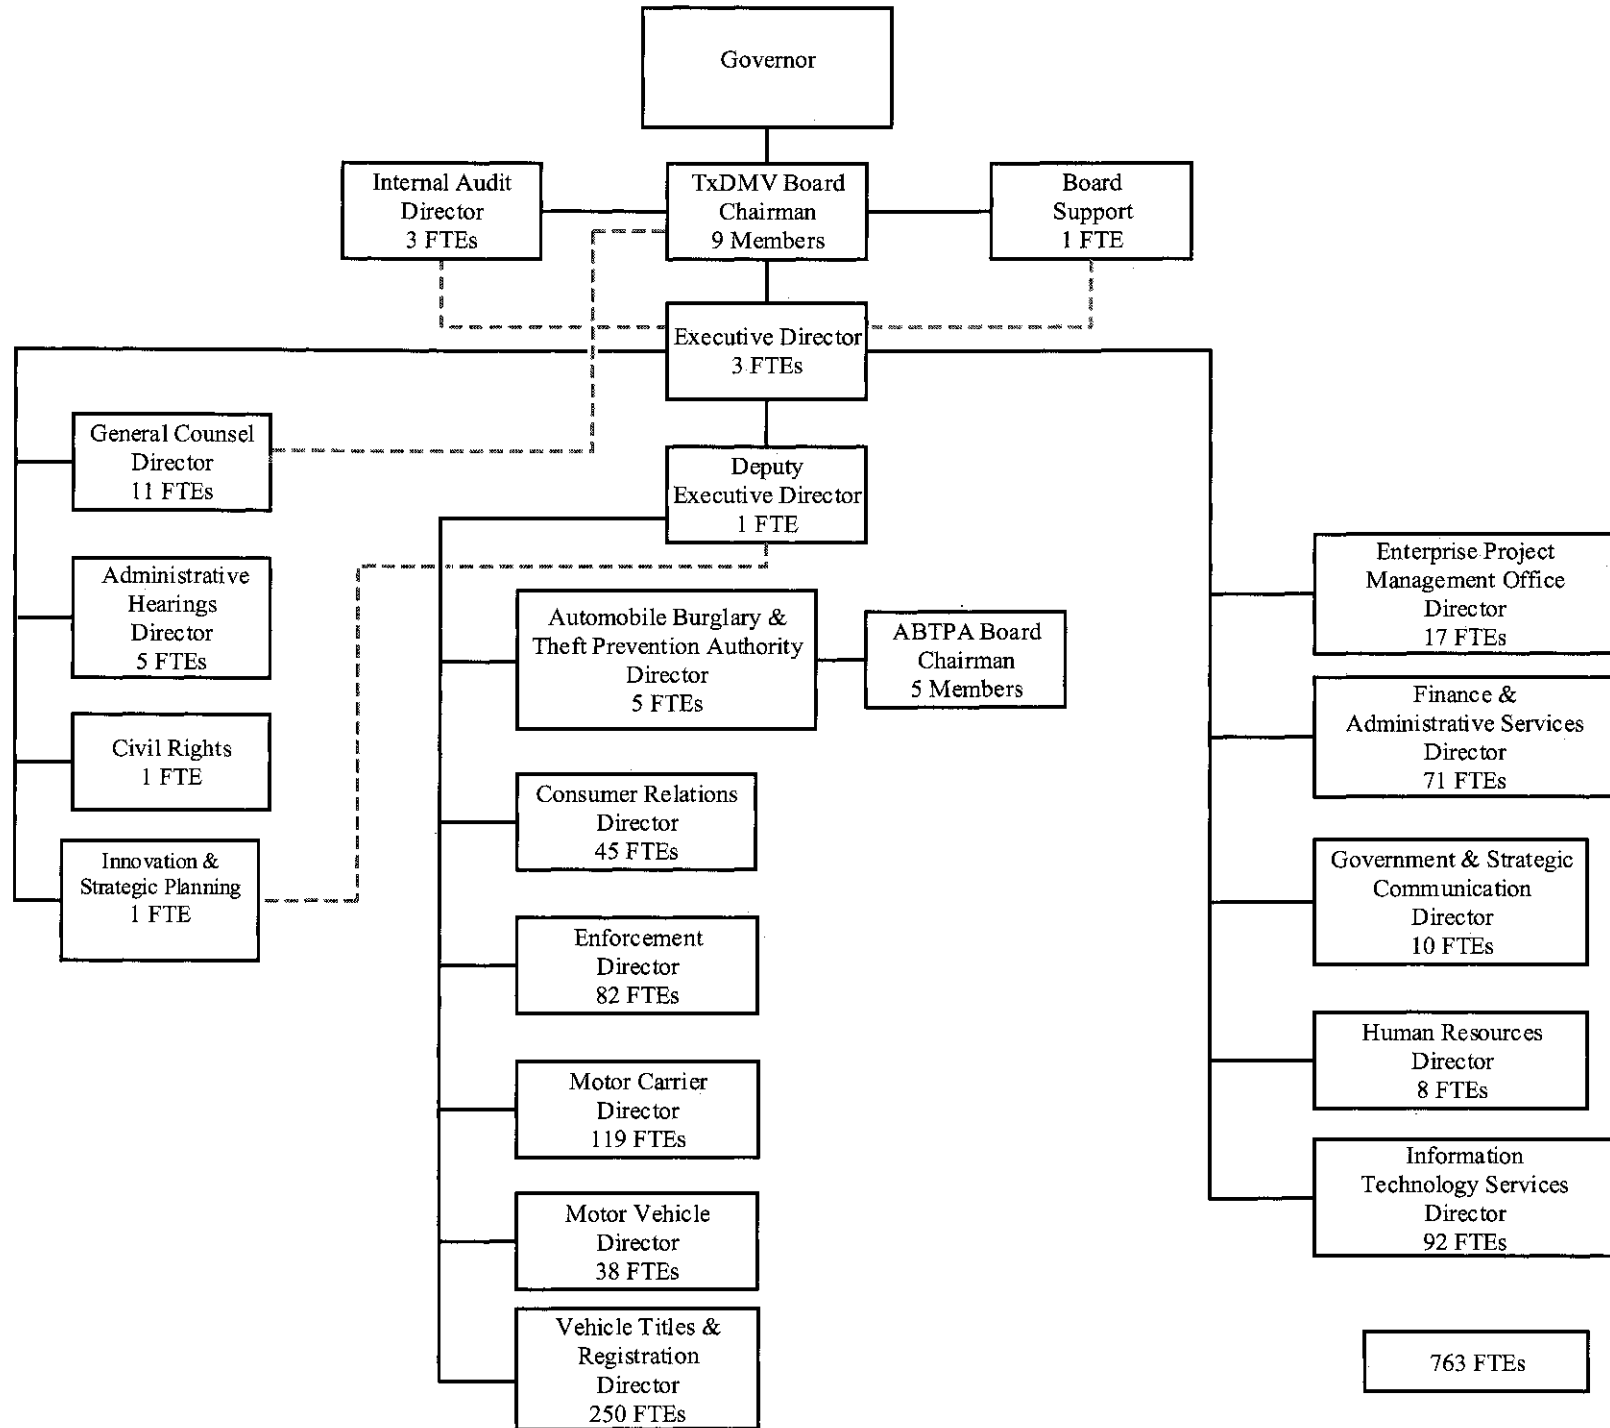 Governor
Internal Audit
Director
3 FTEs
TxDMV Board
Chairman
9 Members
Board
Support
1 FTE
Executive Director
3 FTEs
General Counsel
Director
11 FTEs
Deputy
Executive Director
1 FTE
Administrative
Hearings
Director
5 FTEs
Civil Rights
1 FTE
Innovation &
Strategic Planning
1 FTE
Automobile Burglary &
Theft Prevention Authority
Director
5 FTEs
ABTPA Board
Chairman
5 Members
Consumer Relations
Director
45 FTEs
Enforcement
Director
82 FTEs
Motor Carrier
Director
119 FTEs
Motor Vehicle
Director
38 FTEs
Vehicle Titles &
Registration
Director
250 FTEs
Enterprise Project
Management Office
Director
17 FTEs
Finance &
Administrative Services
Director
71 FTEs
Government & Strategic
Communication
Director
10 FTEs
Human Resources
Director
8 FTEs
Information
Technology Services
Director
92 FTEs
763 FTEs